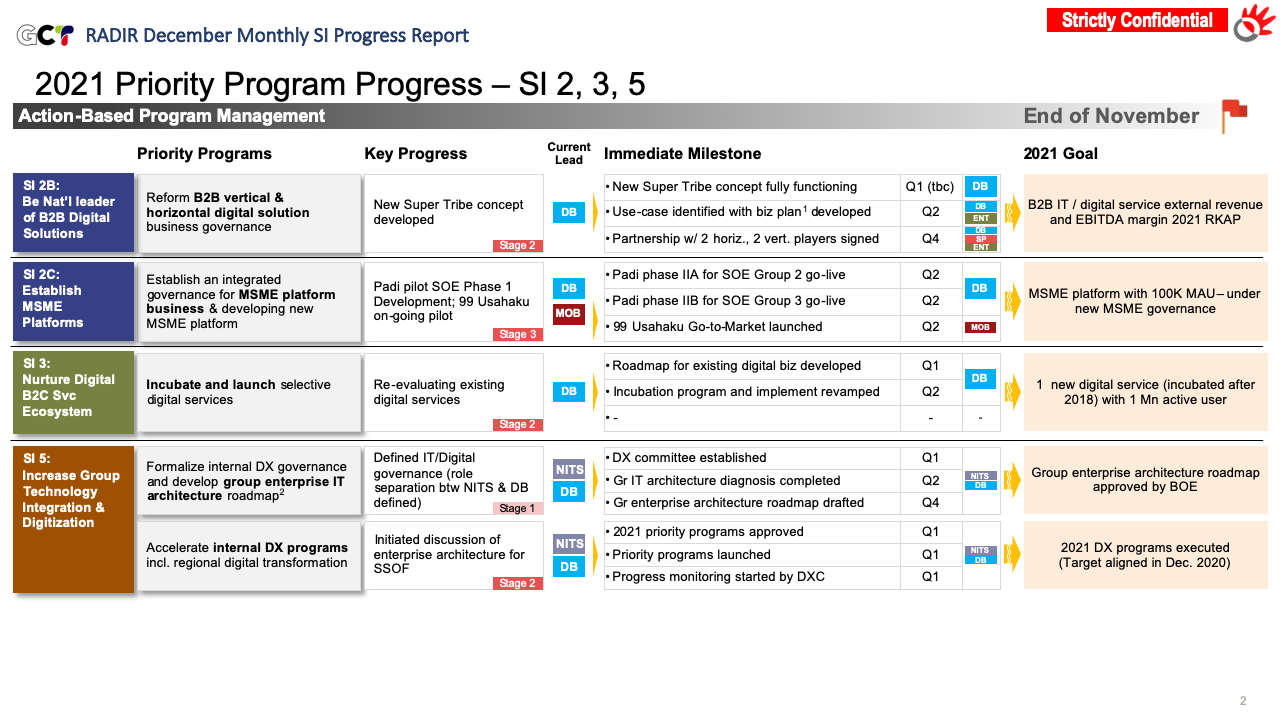 GCT RADIR December Monthly SI Progress Report
Strictly Confidential
2021 Priority Program Progress – SI 2, 3, 5
Action-Based Program Management
End of November
Priority Programs
Key Progress
Current
Lead
Immediate Milestone
2021 Goal
SI 2B:
Be Nat’l leader
of B2B Digital
Solutions
Reform B2B vertical &
horizontal digital solution
business governance
New Super Tribe concept
developed
Stage 2
DB
• New Super Tribe concept fully functioning
Q1 (tbc)
DB
• Use-case identified with biz plan¹ developed
Q2
DB
ENT
• Partnership w/ 2 horiz., 2 vert. players signed
Q4
DB
SP
ENT
B2B IT / digital service external revenue
and EBITDA margin 2021 RKAP
SI 2C:
Establish
MSME
Platforms
Establish an integrated
governance for MSME platform
business & developing new
MSME platform
Padi pilot SOE Phase 1
Development; 99 Usahaku
on-going pilot
Stage 3
DB
MOB
• Padi phase IIA for SOE Group 2 go-live
Q2
• Padi phase IIB for SOE Group 3 go-live
Q2
DB
• 99 Usahaku Go-to-Market launched
Q2
MOB
MSME platform with 100K MAU– under
new MSME governance
SI 3:
Nurture Digital
B2C Svc
Ecosystem
Incubate and launch selective
digital services
Re-evaluating existing
digital services
Stage 2
DB
• Roadmap for existing digital biz developed
Q1
• Incubation program and implement revamped
Q2
DB
• -
-
-
1 new digital service (incubated after
2018) with 1 Mn active user
SI 5:
Increase Group
Technology
Integration &
Digitization
Formalize internal DX governance
and develop group enterprise IT
architecture roadmap²
Defined IT/Digital
governance (role
separation btw NITS & DB
defined)
Stage 1
NITS
DB
• DX committee established
Q1
• Gr IT architecture diagnosis completed
Q2
• Gr enterprise architecture roadmap drafted
Q4
NITS
DB
Group enterprise architecture roadmap
approved by BOE
Accelerate internal DX programs
incl. regional digital transformation
Initiated discussion of
enterprise architecture for
SSOF
Stage 2
NITS
DB
• 2021 priority programs approved
Q1
• Priority programs launched
Q1
• Progress monitoring started by DXC
Q1
NITS
DB
2021 DX programs executed
(Target aligned in Dec. 2020)
2